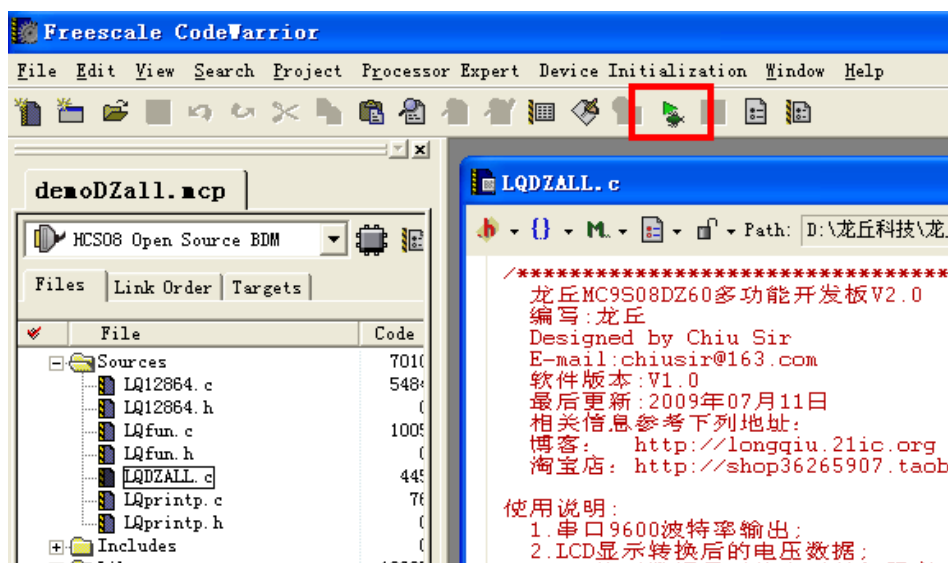 Freescale CodeWarrior
File Edit View Search Project Processor Expert Device Initialization Window Help
demoDZall.mcp
HCS08 Open Source BDM
Files Link Order Targets
File Code
Sources
LQ12864.c
LQ12864.h
LQfun.c
LQfun.h
LQDZALL.c
LQprintp.c
LQprintp.h
Includes
LQDZALL.c
h {} M. Path: D:\龙丘科技\龙
/*********************************
龙丘MC9S08DZ60多功能开发板V2.0
编写:龙丘
Designed by Chiu Sir
E-mail:chiusir@163.com
软件版本:V1.0
最后更新:2009年07月11日
相关信息参考下列地址:
博客: http://longqiu.21ic.org
淘宝店: http://shop36265907.taob
使用说明:
1.串口9600波特率输出;
2.LCD显示转换后的电压数据;